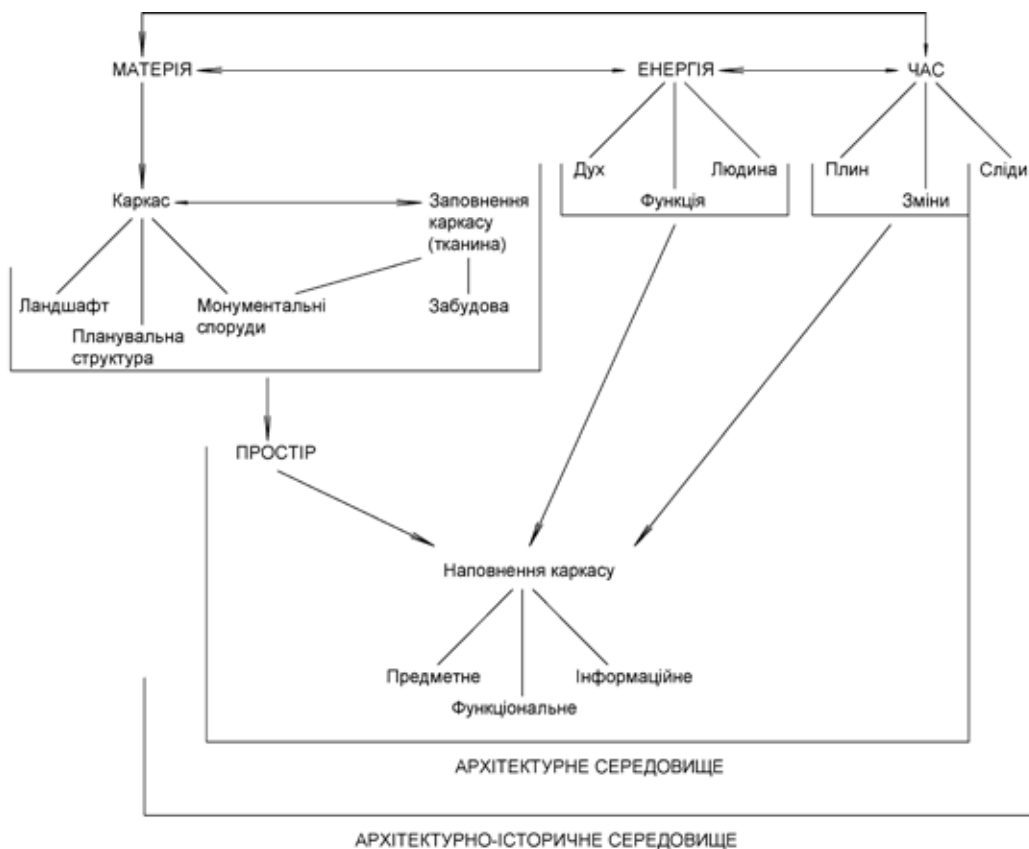 МАТЕРІЯ
ЕНЕРГІЯ
ЧАС
Дух
Людина
Плин
Сліди
Функція
Зміни
Каркас
Заповнення
каркасу
(тканина)
Ландшафт
Монументальні
споруди
Забудова
Планувальна
структура
ПРОСТІР
Наповнення каркасу
Предметне
Інформаційне
Функціональне
АРХІТЕКТУРНЕ СЕРЕДОВИЩЕ
АРХІТЕКТУРНО-ІСТОРИЧНЕ СЕРЕДОВИЩЕ